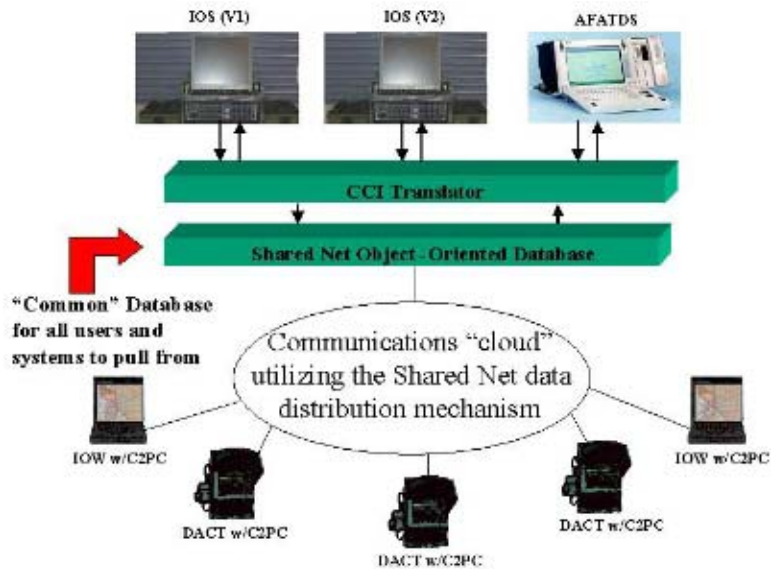 IOS (V1)
IOS (V2)
AFATDS
CCI Translator
Shared Net Object-Oriented Database
"Common" Database
for all users and
systems to pull from
Communications "cloud"
utilizing the Shared Net data
distribution mechanism
IOW w/C2PC
DACT w/C2PC
DACT w/C2PC
DACT w/C2PC
IOW w/C2PC